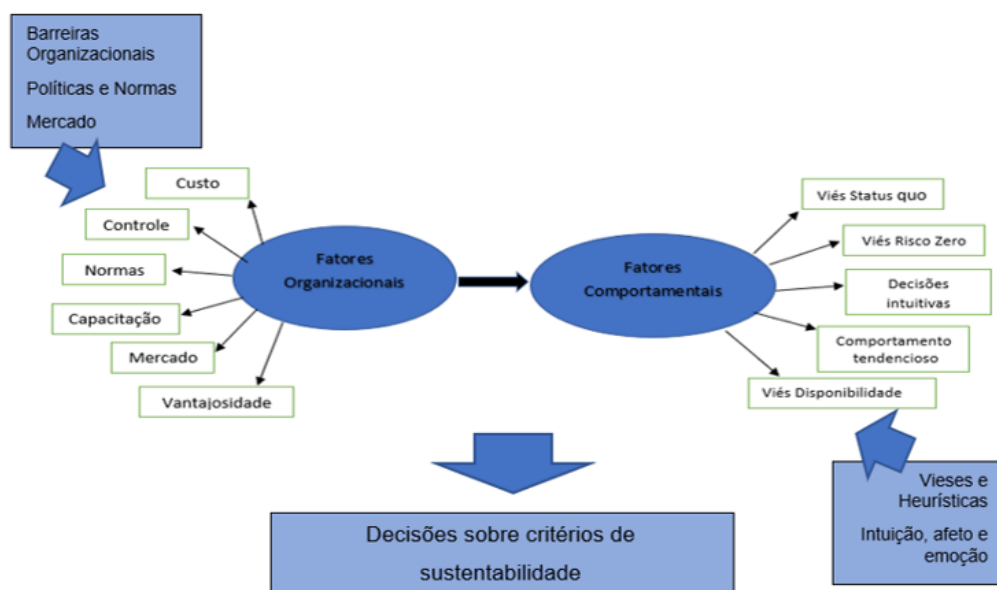 Barreiras
Organizacionais
Políticas e Normas
Mercado
Custo
Controle
Normas
Capacitação
Mercado
Vantajosidade
Fatores
Organizacionais
Fatores
Comportamentais
Viés Status quo
Viés Risco Zero
Decisões
intuitivas
Comportamento
tendencioso
Viés Disponibilidade
Vieses e
Heurísticas
Intuição, afeto e
emoção
Decisões sobre critérios de
sustentabilidade